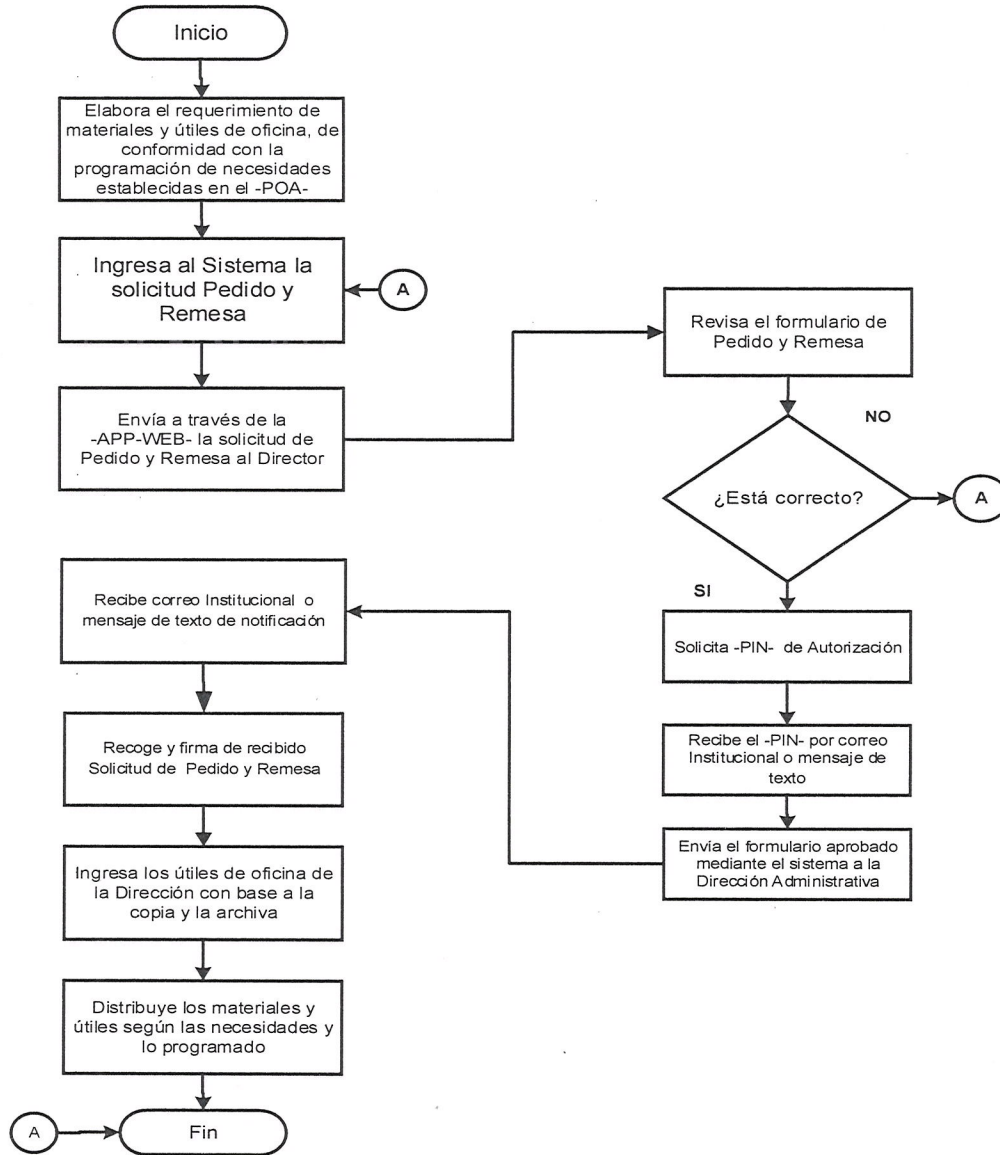 Inicio
Elabora el requerimiento de
materiales y útiles de oficina, de
conformidad con la
programación de necesidades
establecidas en el -POA-
Ingresa al Sistema la
solicitud Pedido y
Remesa
A
Envía a través de la
-APP-WEB- la solicitud de
Pedido y Remesa al Director
Revisa el formulario de
Pedido y Remesa
NO
¿Está correcto?
A
SI
Solicita -PIN- de Autorización
Recibe el -PIN- por correo
Institucional o mensaje de
texto
Envía el formulario aprobado
mediante el sistema a la
Dirección Administrativa
Recibe correo Institucional o
mensaje de texto de notificación
Recoge y firma de recibido
Solicitud de Pedido y Remesa
Ingresa los útiles de oficina de
la Dirección con base a la
copia y la archiva
Distribuye los materiales y
útiles según las necesidades y
lo programado
A
Fin